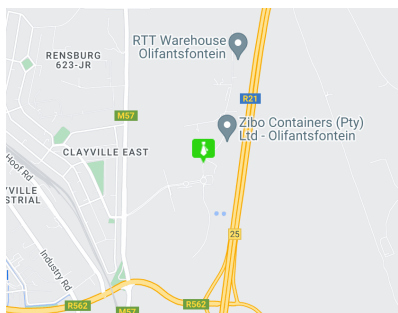 RTT Warehouse
Olifantsfontein
RENSBURG
623-JR
R21
M57
Zibo Containers (Pty)
Ltd - Olifantsfontein
CLAYVILLE EAST
Hoof Rd
YVILLE
STRIAL
25
Industry Rd
R562
M57
R562